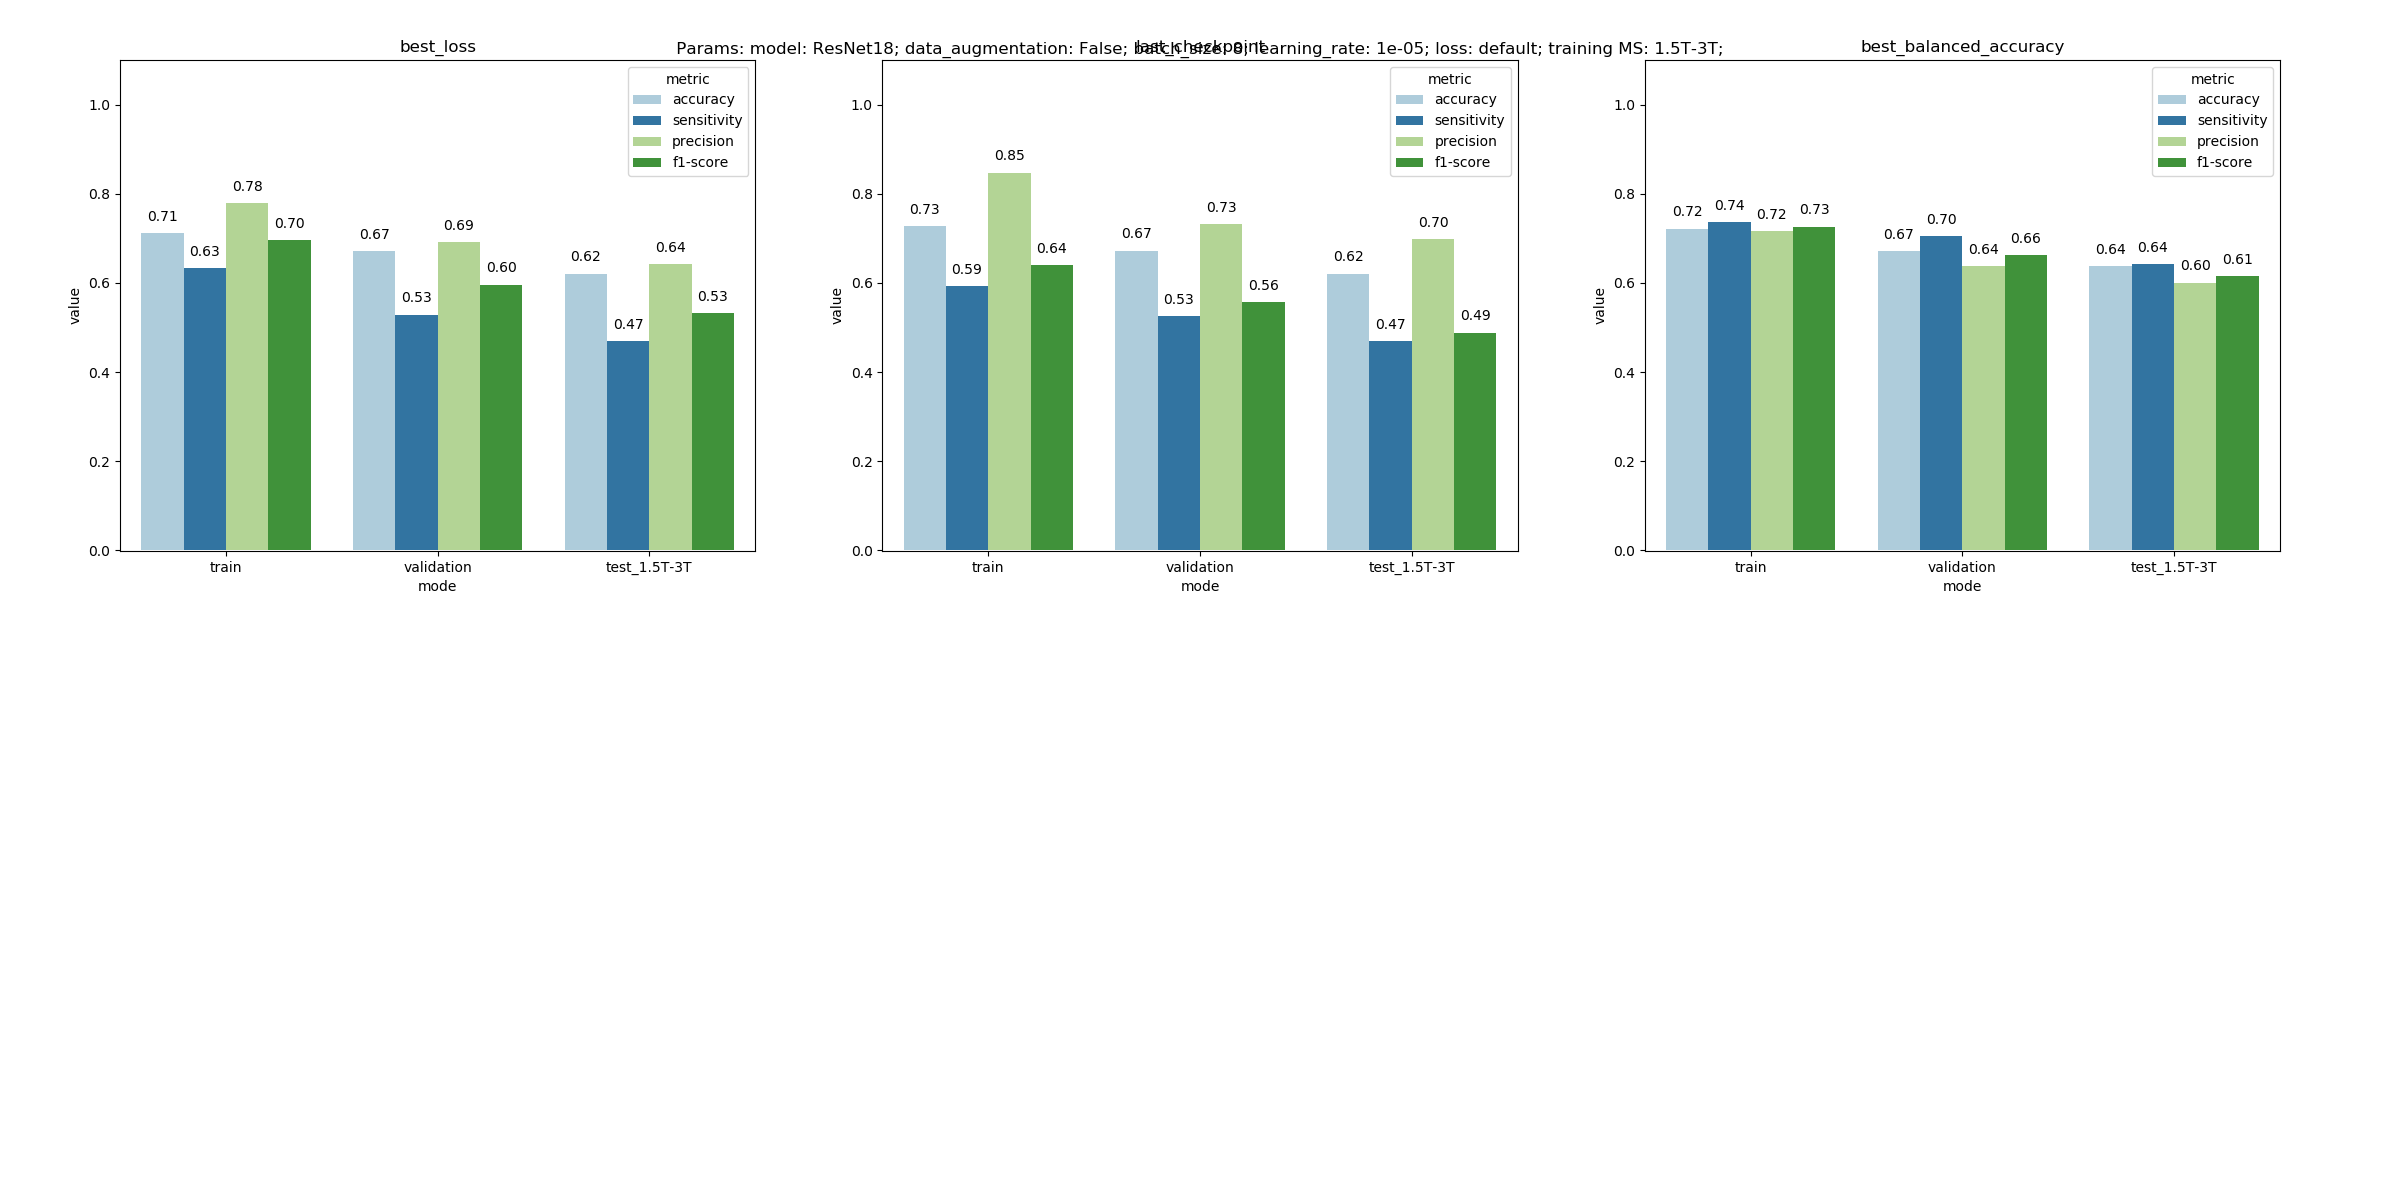 Params: model: ResNet18; data_augmentation: False; batch_size: 8; learning_rate: 1e-05; loss: default; training MS: 1.5T-3T;
best_loss
metric
accuracy
sensitivity
precision
f1-score
value
1.0
0.8
0.6
0.4
0.2
0.0
0.71
0.63
0.78
0.70
0.67
0.53
0.69
0.60
0.62
0.47
0.64
0.53
train
validation
test_1.5T-3T
mode
last_checkpoint
metric
accuracy
sensitivity
precision
f1-score
value
1.0
0.8
0.6
0.4
0.2
0.0
0.73
0.59
0.85
0.64
0.67
0.53
0.73
0.56
0.62
0.47
0.70
0.49
train
validation
test_1.5T-3T
mode
best_balanced_accuracy
metric
accuracy
sensitivity
precision
f1-score
value
1.0
0.8
0.6
0.4
0.2
0.0
0.72
0.74
0.72
0.73
0.67
0.70
0.64
0.66
0.64
0.64
0.60
0.61
train
validation
test_1.5T-3T
mode